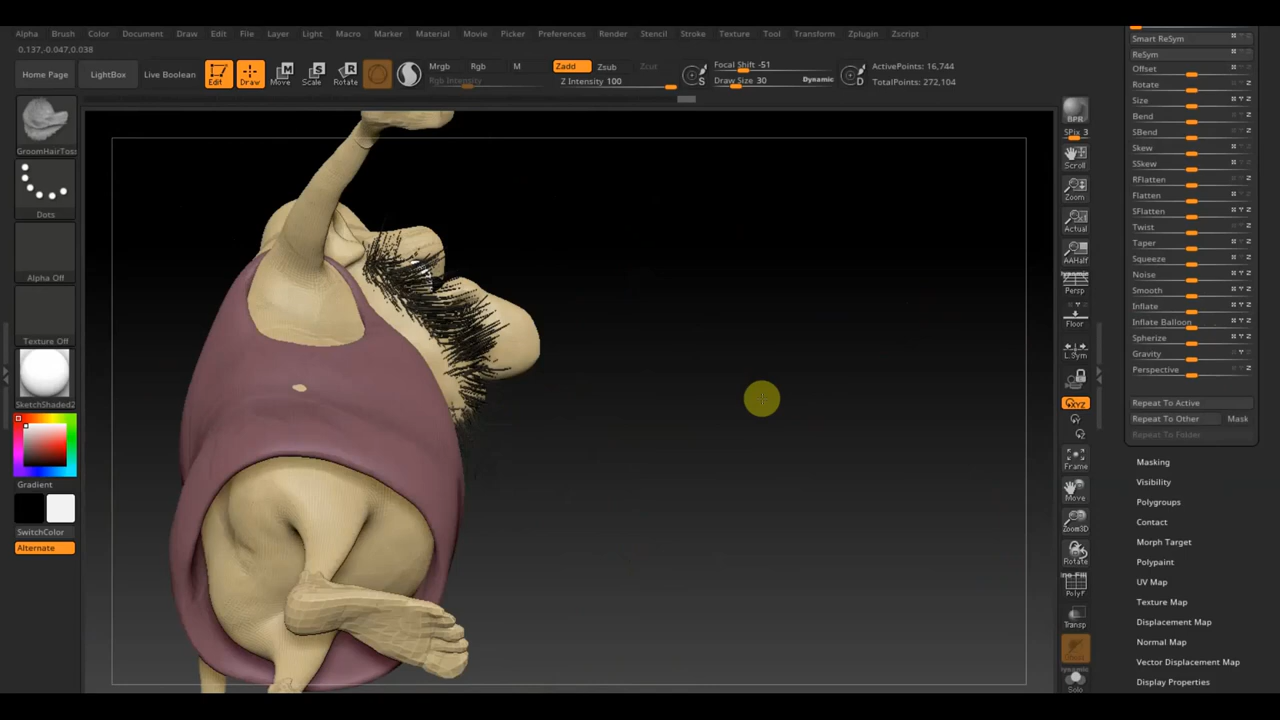 Alpha Brush Color Document Draw Edit File Layer Light Macro Marker Material Movie Picker Preferences Render Stencil Stroke Texture Tool Transform Zplugin Zscript
0.137,-0.047,0.038
Home Page LightBox Live Boolean Edit Draw Move Scale Rotate
Mrgb Rgb M Zadd Zsub Zcut
Rgb Intensity Z Intensity 100
Focal Shift -51
Draw Size 30 Dynamic
S D
ActivePoints: 16,744
TotalPoints: 272,104
GroomHairToss
Dots
Alpha Off
Texture Off
SketchShaded2
Gradient
SwitchColor
Alternate
BPR
SPix 3
Scroll
Zoom
Actual
AAHalf
Dynamic
Persp
Floor
L.Sym
XYZ
Frame
Move
Zoom3D
Rotate
Line Fill
PolyF
Transp
Dynamic
Solo
Smart ReSym
ReSym
Offset
Rotate
Size
Bend
SBend
Skew
SSkew
RFlatten
Flatten
SFlatten
Twist
Taper
Squeeze
Noise
Smooth
Inflate
Inflate Balloon
Spherize
Gravity
Perspective
Repeat To Active
Repeat To Other Mask
Repeat To Folder
Masking
Visibility
Polygroups
Contact
Morph Target
Polypaint
UV Map
Texture Map
Displacement Map
Normal Map
Vector Displacement Map
Display Properties